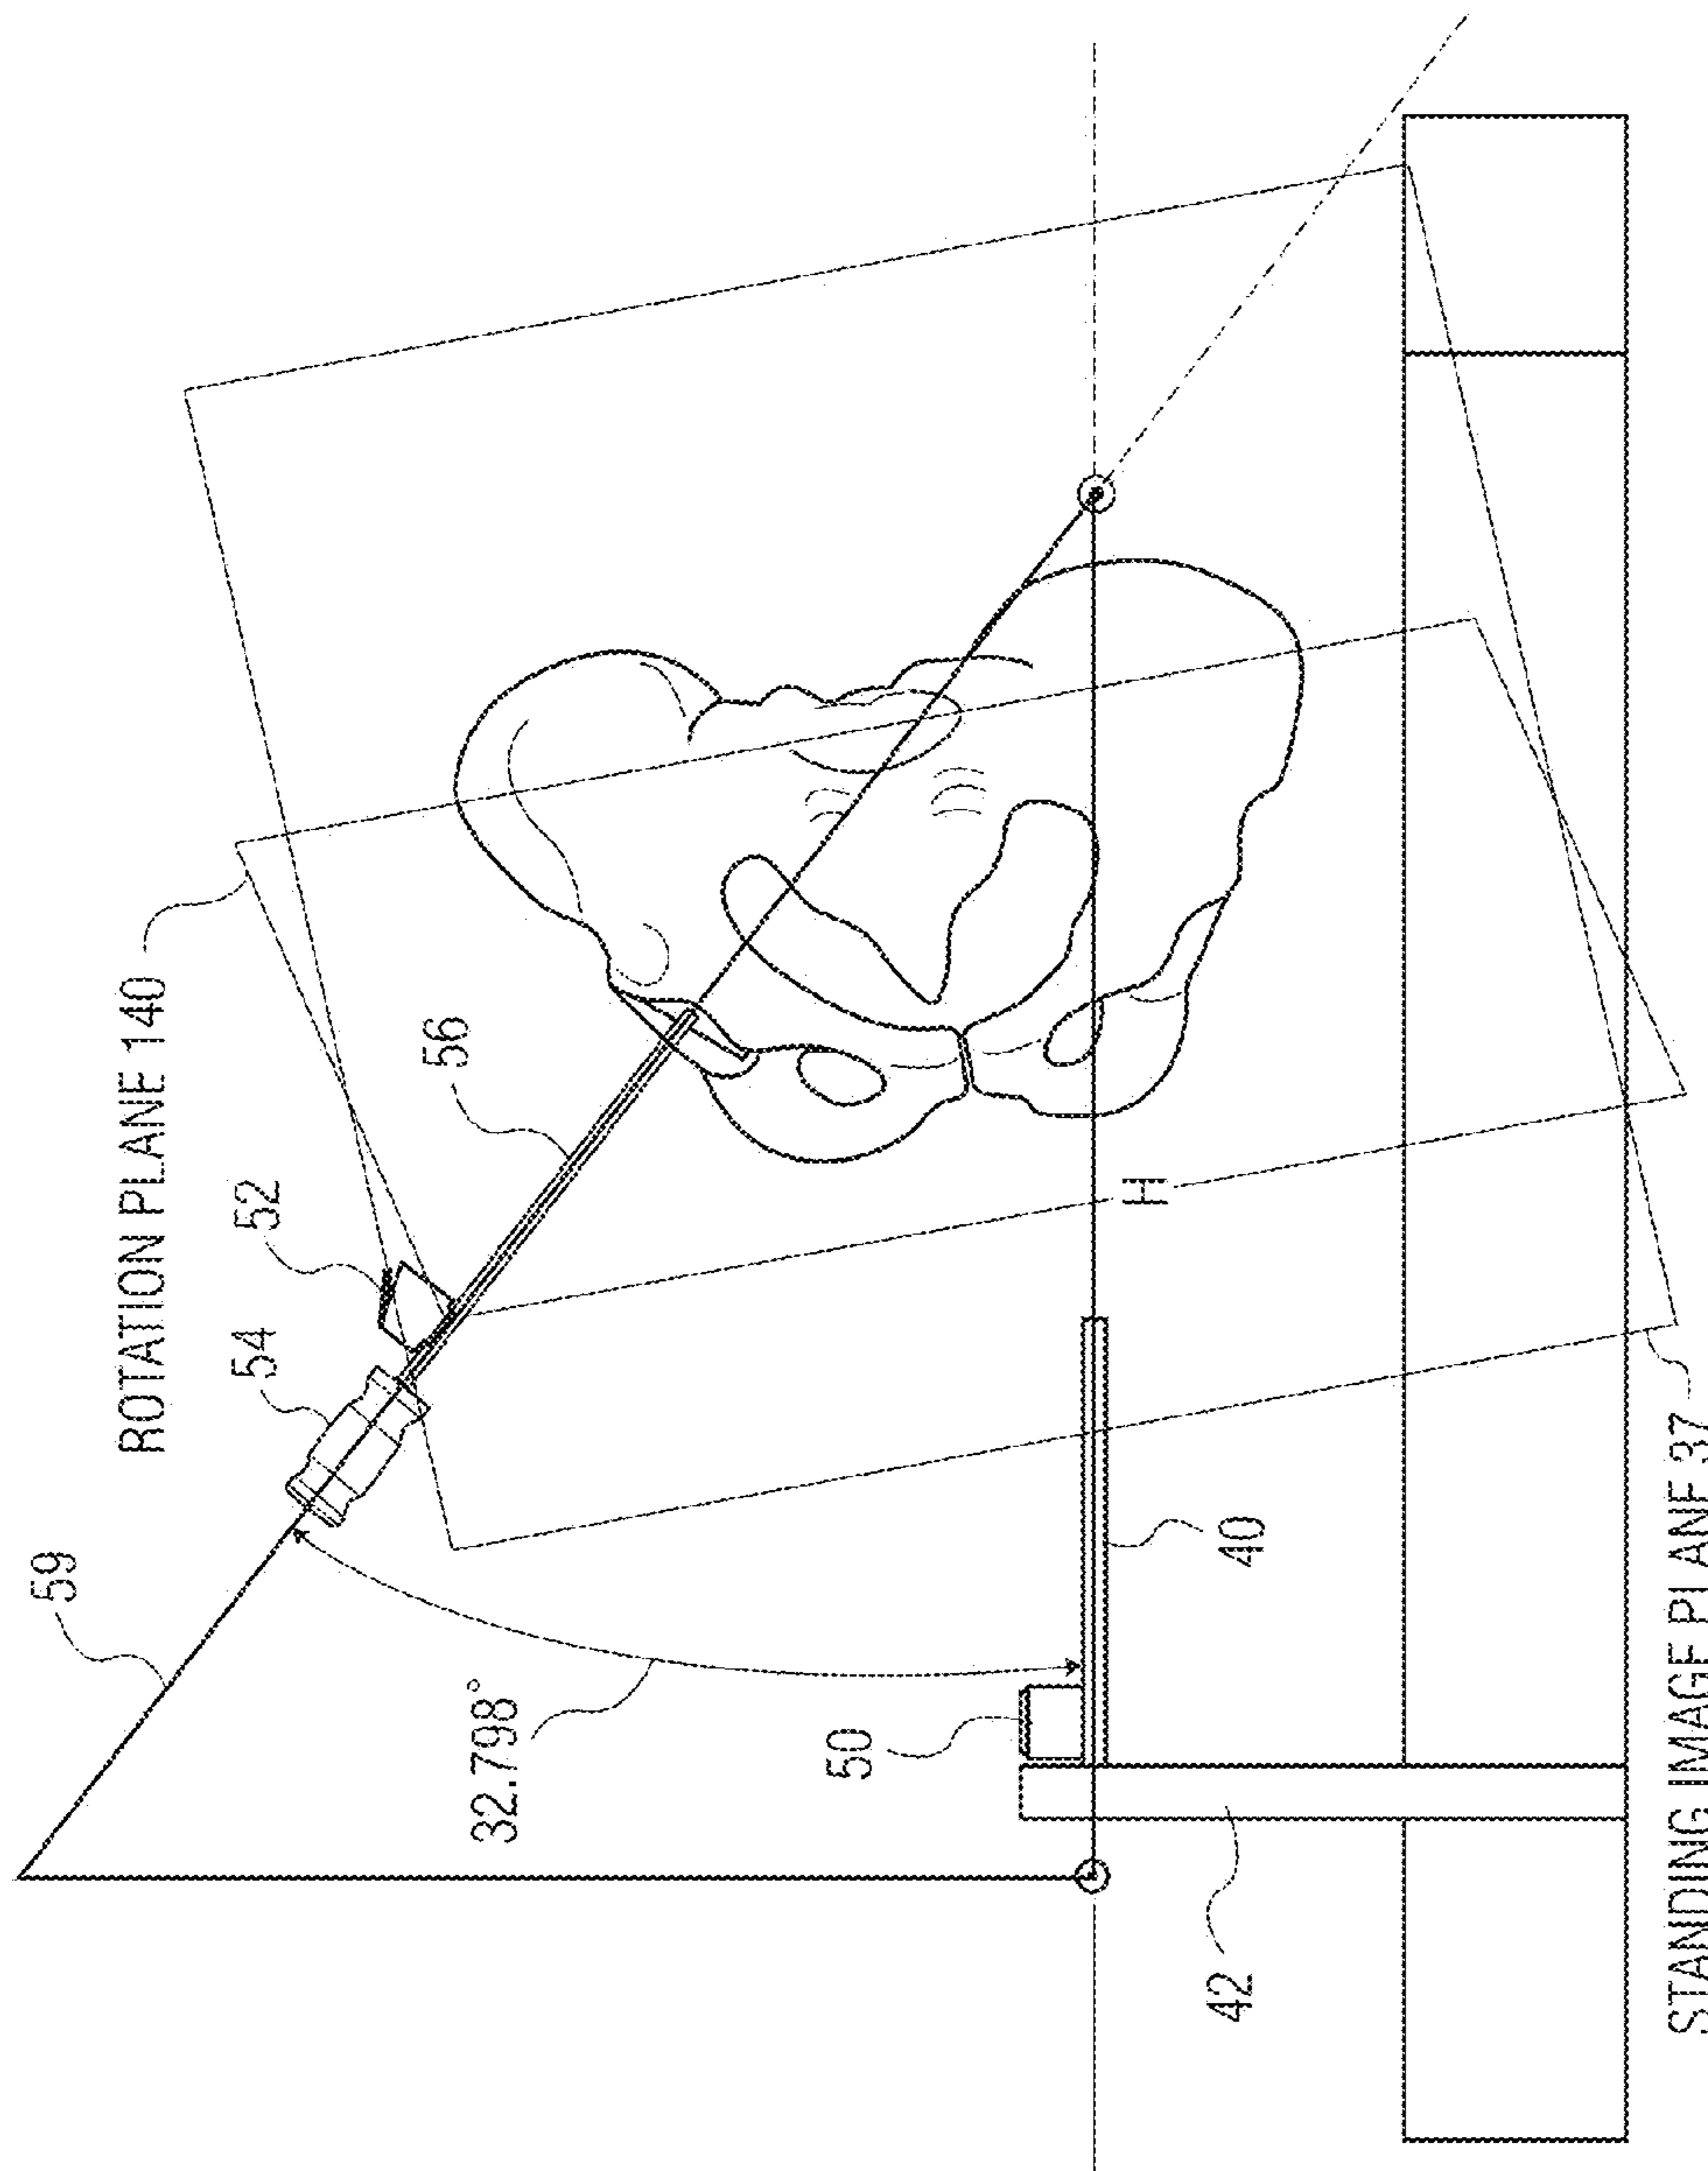 59
54
52
ROTATION PLANE 140
56
32.798°
50
H
40
42
STANDING IMAGE PLANE 37